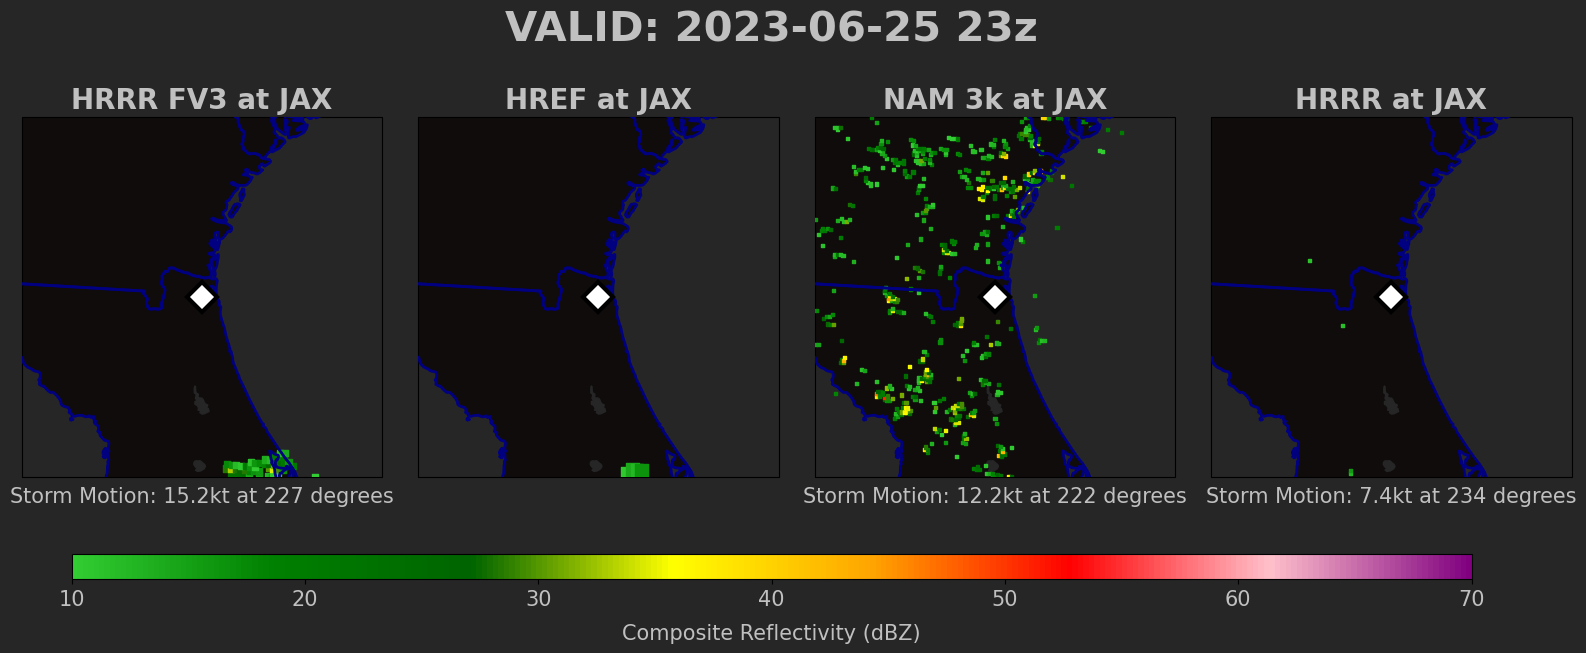 VALID: 2023-06-25 23z
HRRR FV3 at JAX
HREF at JAX
NAM 3k at JAX
HRRR at JAX
Storm Motion: 15.2kt at 227 degrees
Storm Motion: 12.2kt at 222 degrees
Storm Motion: 7.4kt at 234 degrees
10 20 30 40 50 60 70
Composite Reflectivity (dBZ)